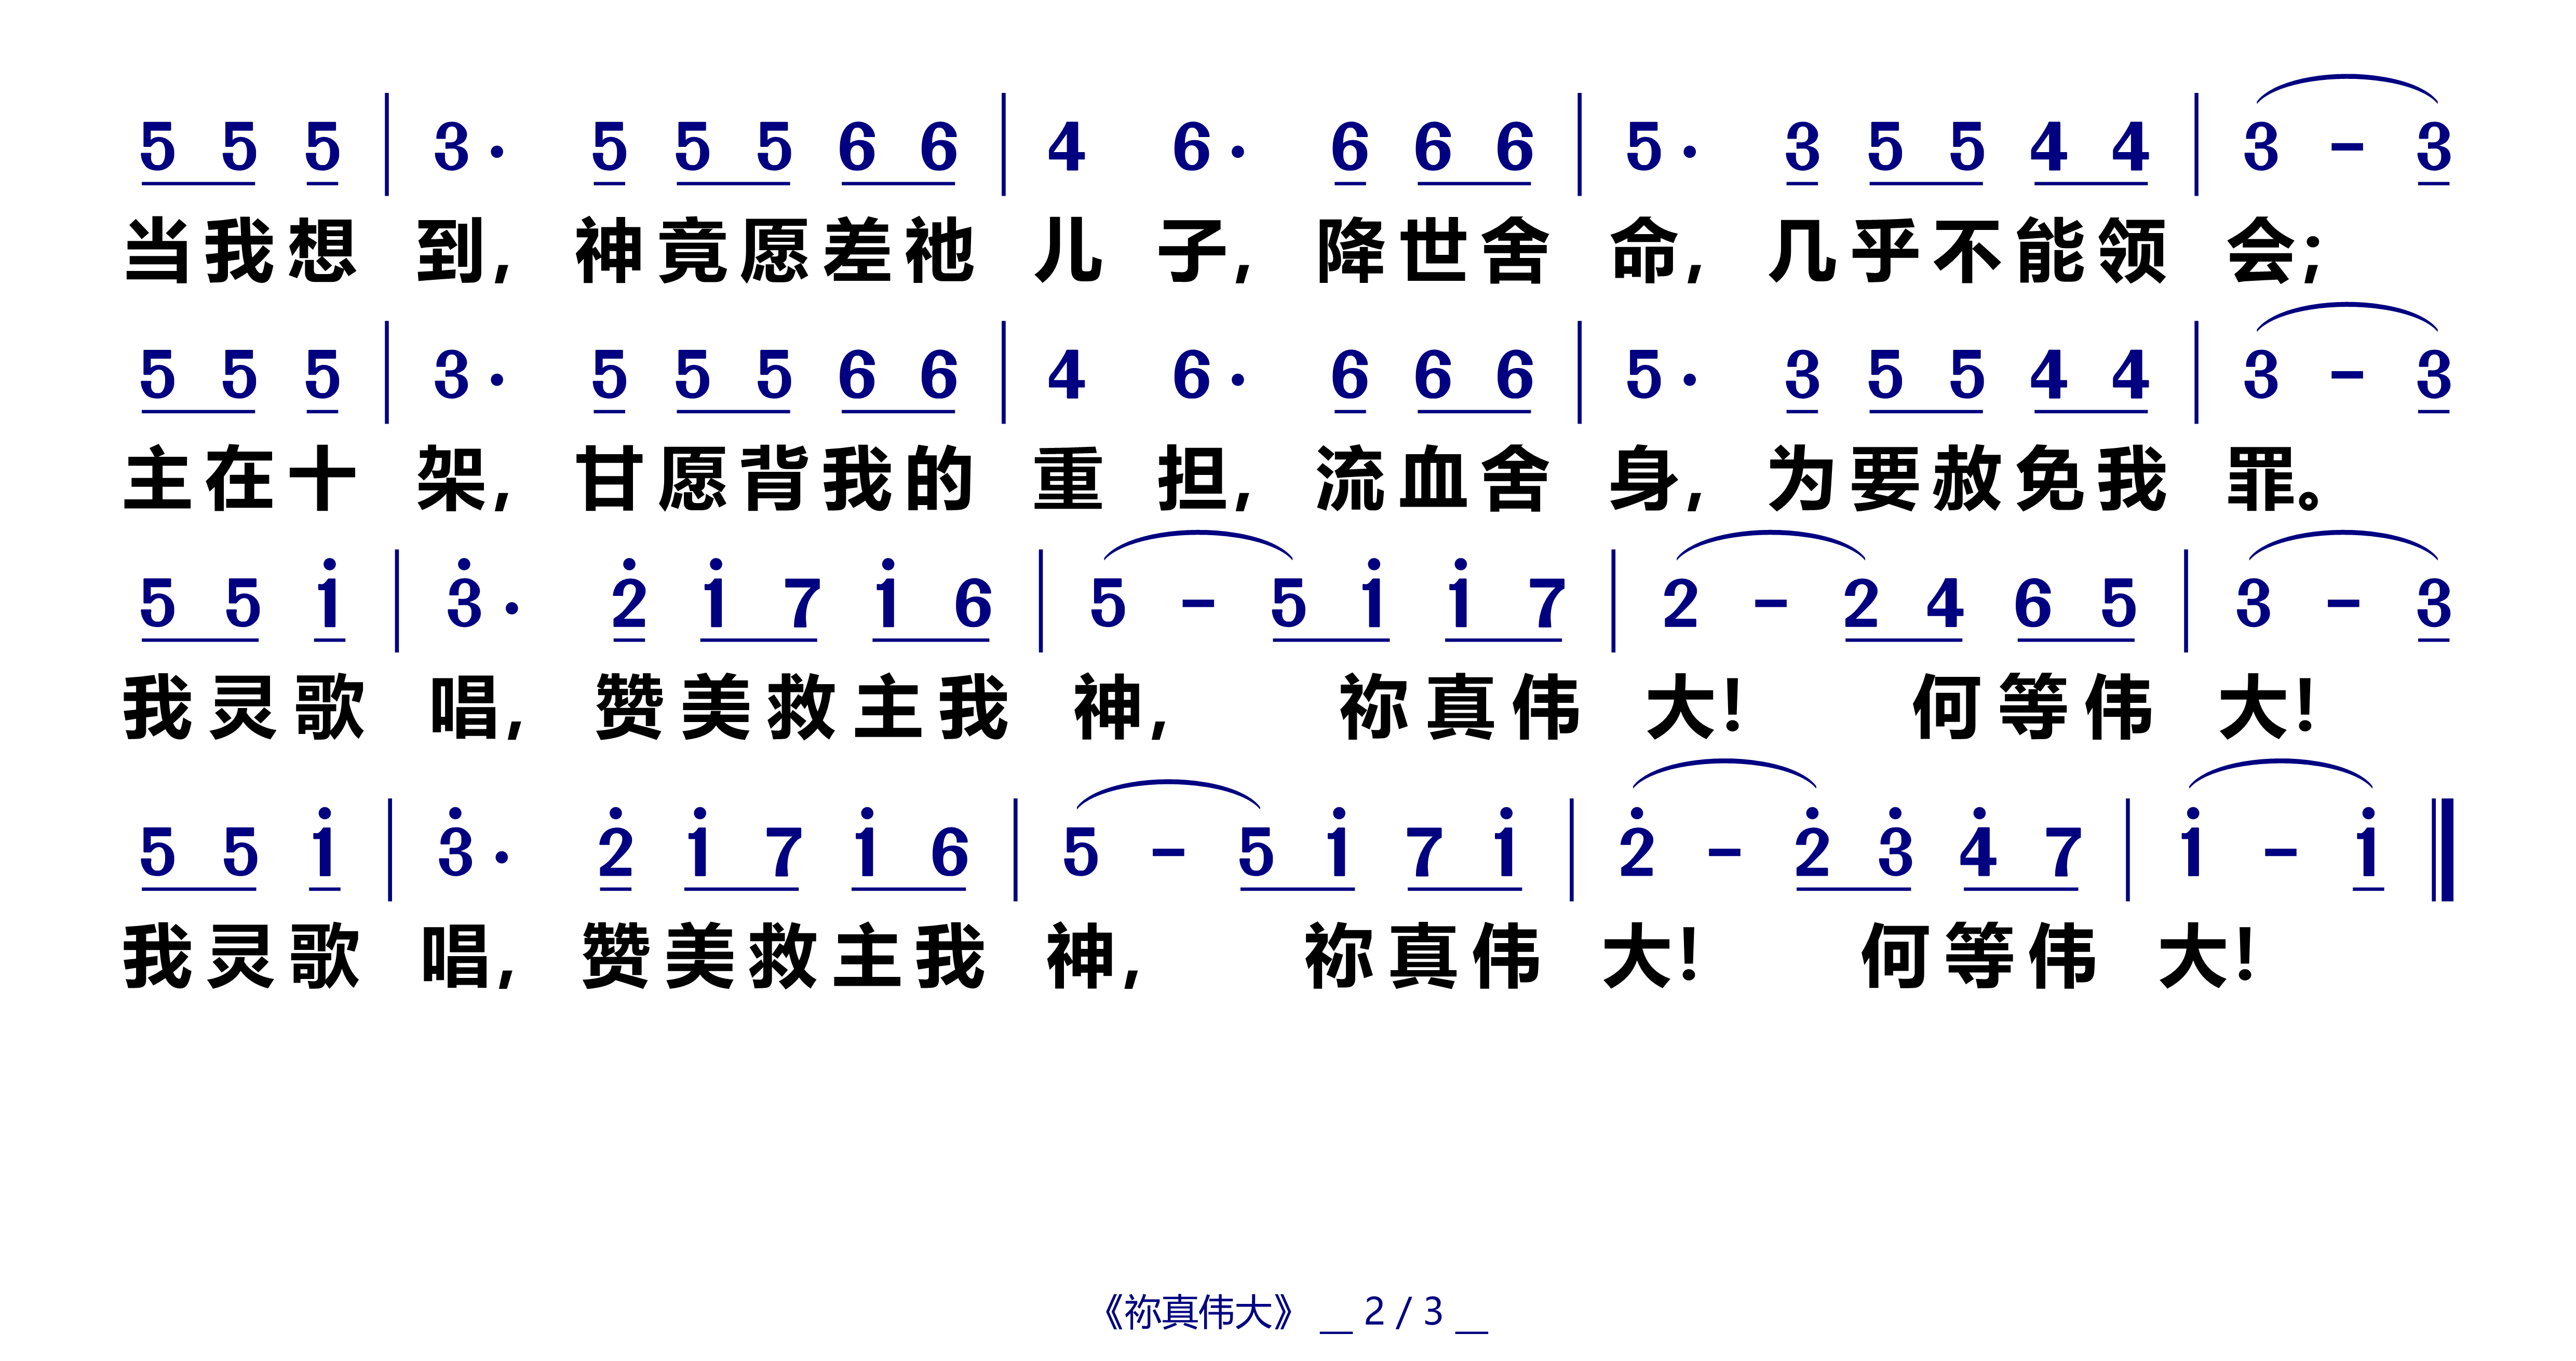 5 5 5 | 3· 5 5 5 6 6 | 4 6· 6 6 6 | 5· 3 5 5 4 4 | 3 – 3
当我想 到, 神竟愿差祂 儿 子, 降世舍 命, 几乎不能领 会;
5 5 5 | 3· 5 5 5 6 6 | 4 6· 6 6 6 | 5· 3 5 5 4 4 | 3 – 3
主在十 架, 甘愿背我的 重 担, 流血舍 身, 为要赦免我 罪。
5 5 1̇ | 3̇· 2̇ 1̇ 7 1̇ 6 | 5 – 5 1̇ 1̇ 7 | 2 – 2 4 6 5 | 3 – 3
我灵歌 唱, 赞美救主我 神, 祢真伟 大! 何等伟 大!
5 5 1̇ | 3̇· 2̇ 1̇ 7 1̇ 6 | 5 – 5 1̇ 7 1̇ | 2̇ – 2̇ 3̇ 4̇ 7 | 1̇ – 1̇ ‖
我灵歌 唱, 赞美救主我 神, 祢真伟 大! 何等伟 大!
《祢真伟大》 __ 2 / 3 __